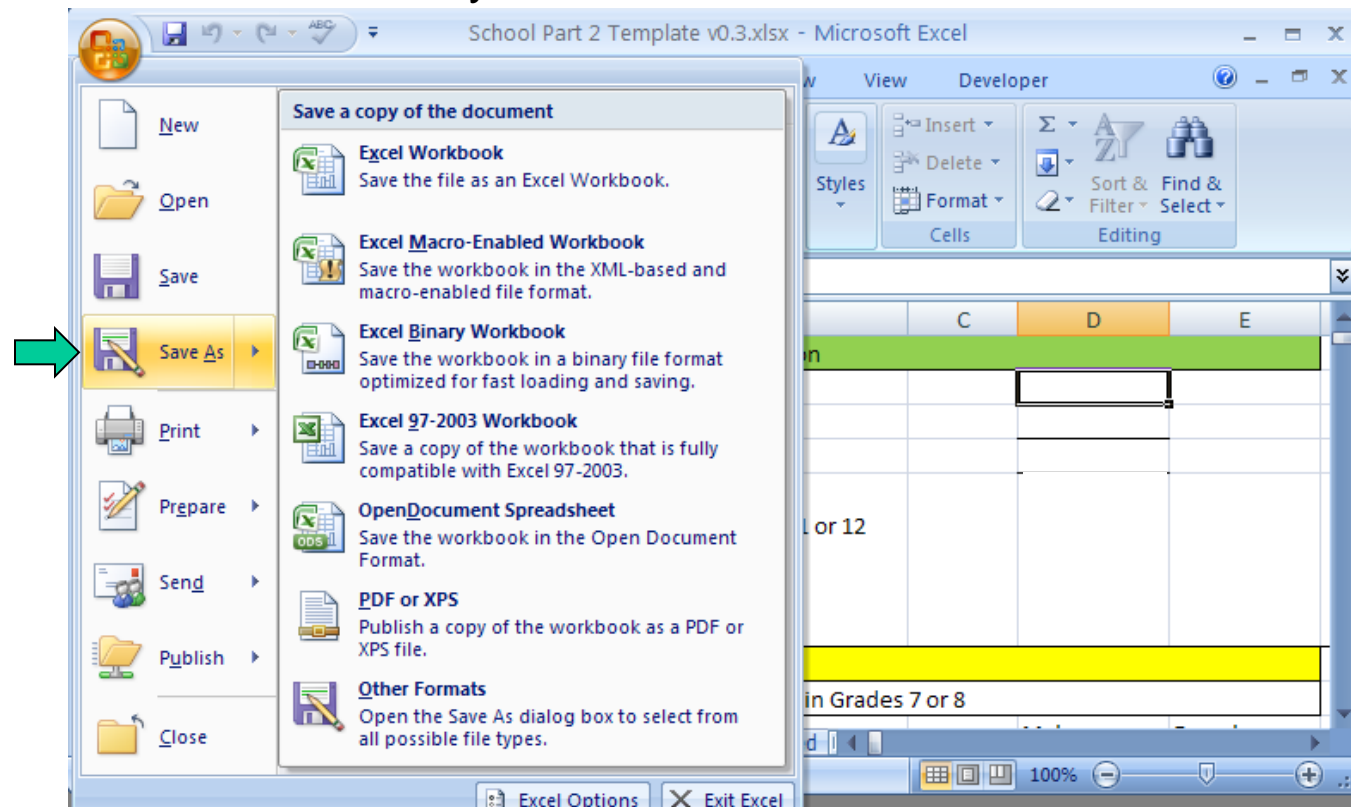 y
ABC
School Part 2 Template v0.3.xlsx - Microsoft Excel
w View Developer
New
Open
Save
Save As
Print
Prepare
Send
Publish
Close
Save a copy of the document
Excel Workbook
Save the file as an Excel Workbook.
Excel Macro-Enabled Workbook
Save the workbook in the XML-based and
macro-enabled file format.
Excel Binary Workbook
Save the workbook in a binary file format
optimized for fast loading and saving.
Excel 97-2003 Workbook
Save a copy of the workbook that is fully
compatible with Excel 97-2003.
OpenDocument Spreadsheet
ODS
Save the workbook in the Open Document
Format.
PDF or XPS
Publish a copy of the workbook as a PDF or
XPS file.
Other Formats
Open the Save As dialog box to select from
all possible file types.
Excel Options
Exit Excel
Styles
Insert
Delete
Format
Cells
Σ
A
Z
Sort &
Filter
Find &
Select
Editing
C D E
on
1 or 12
in Grades 7 or 8
d
100%